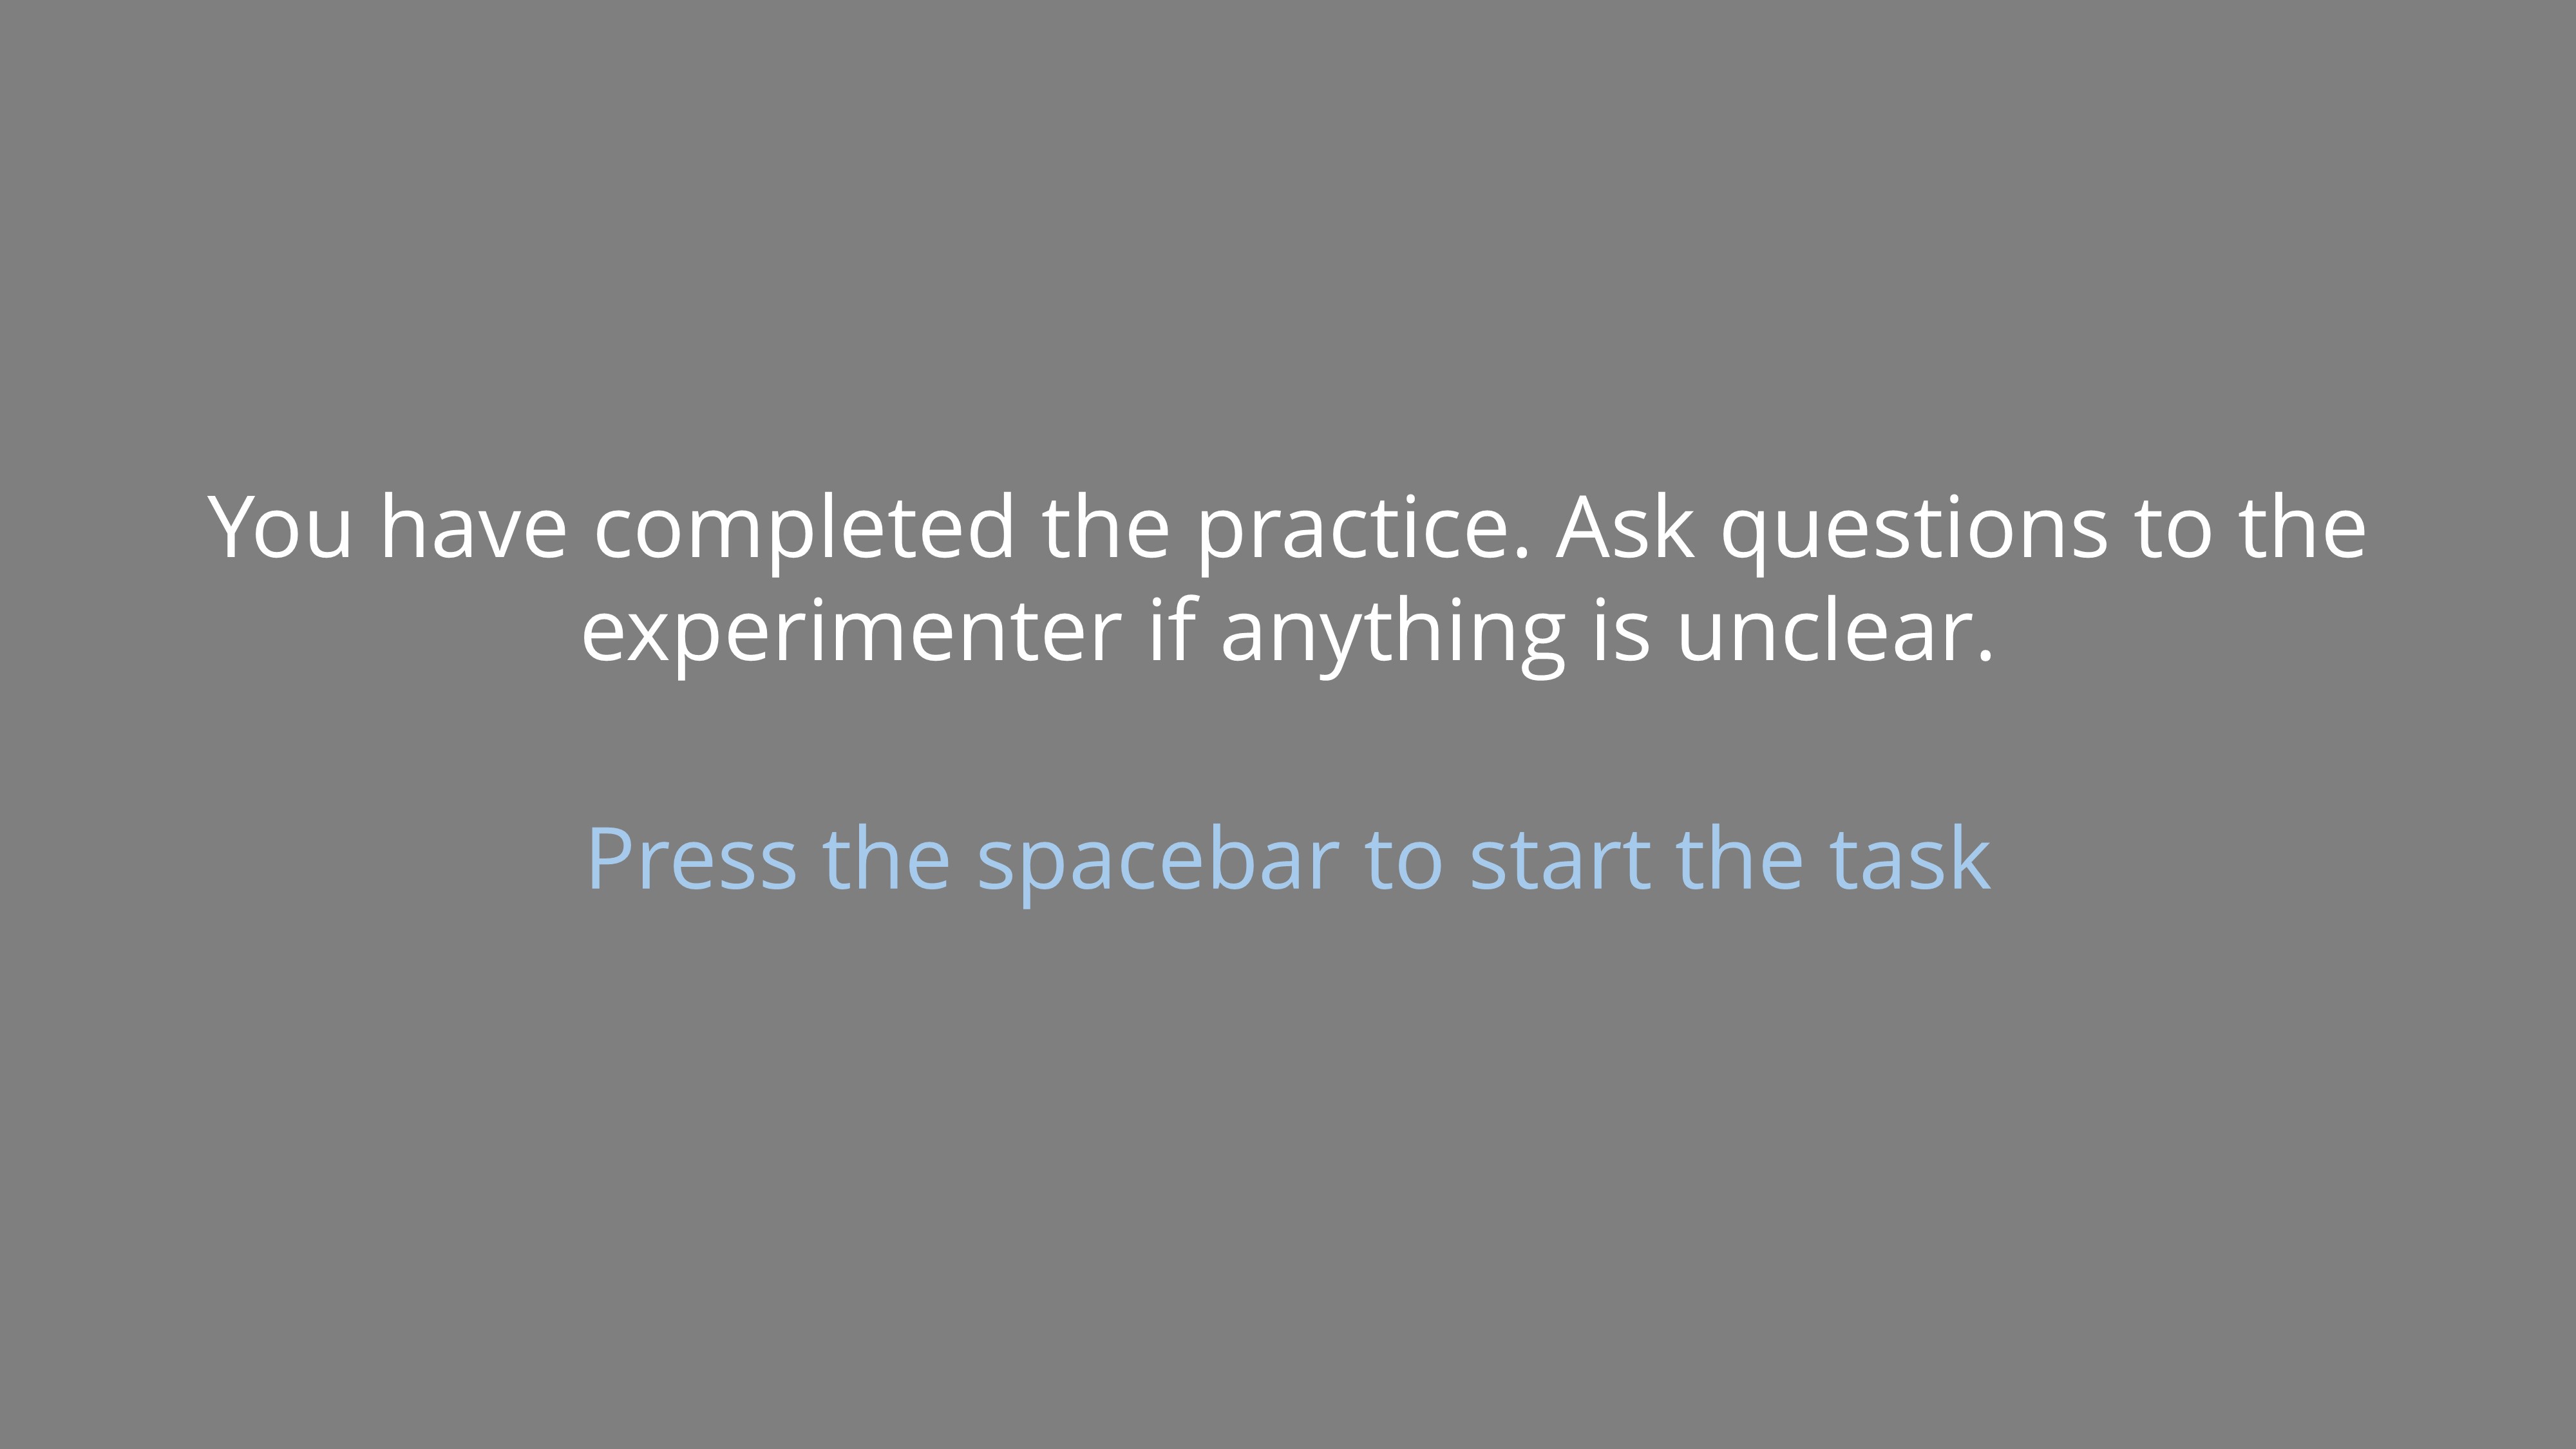 You have completed the practice. Ask questions to the
experimenter if anything is unclear.
Press the spacebar to start the task